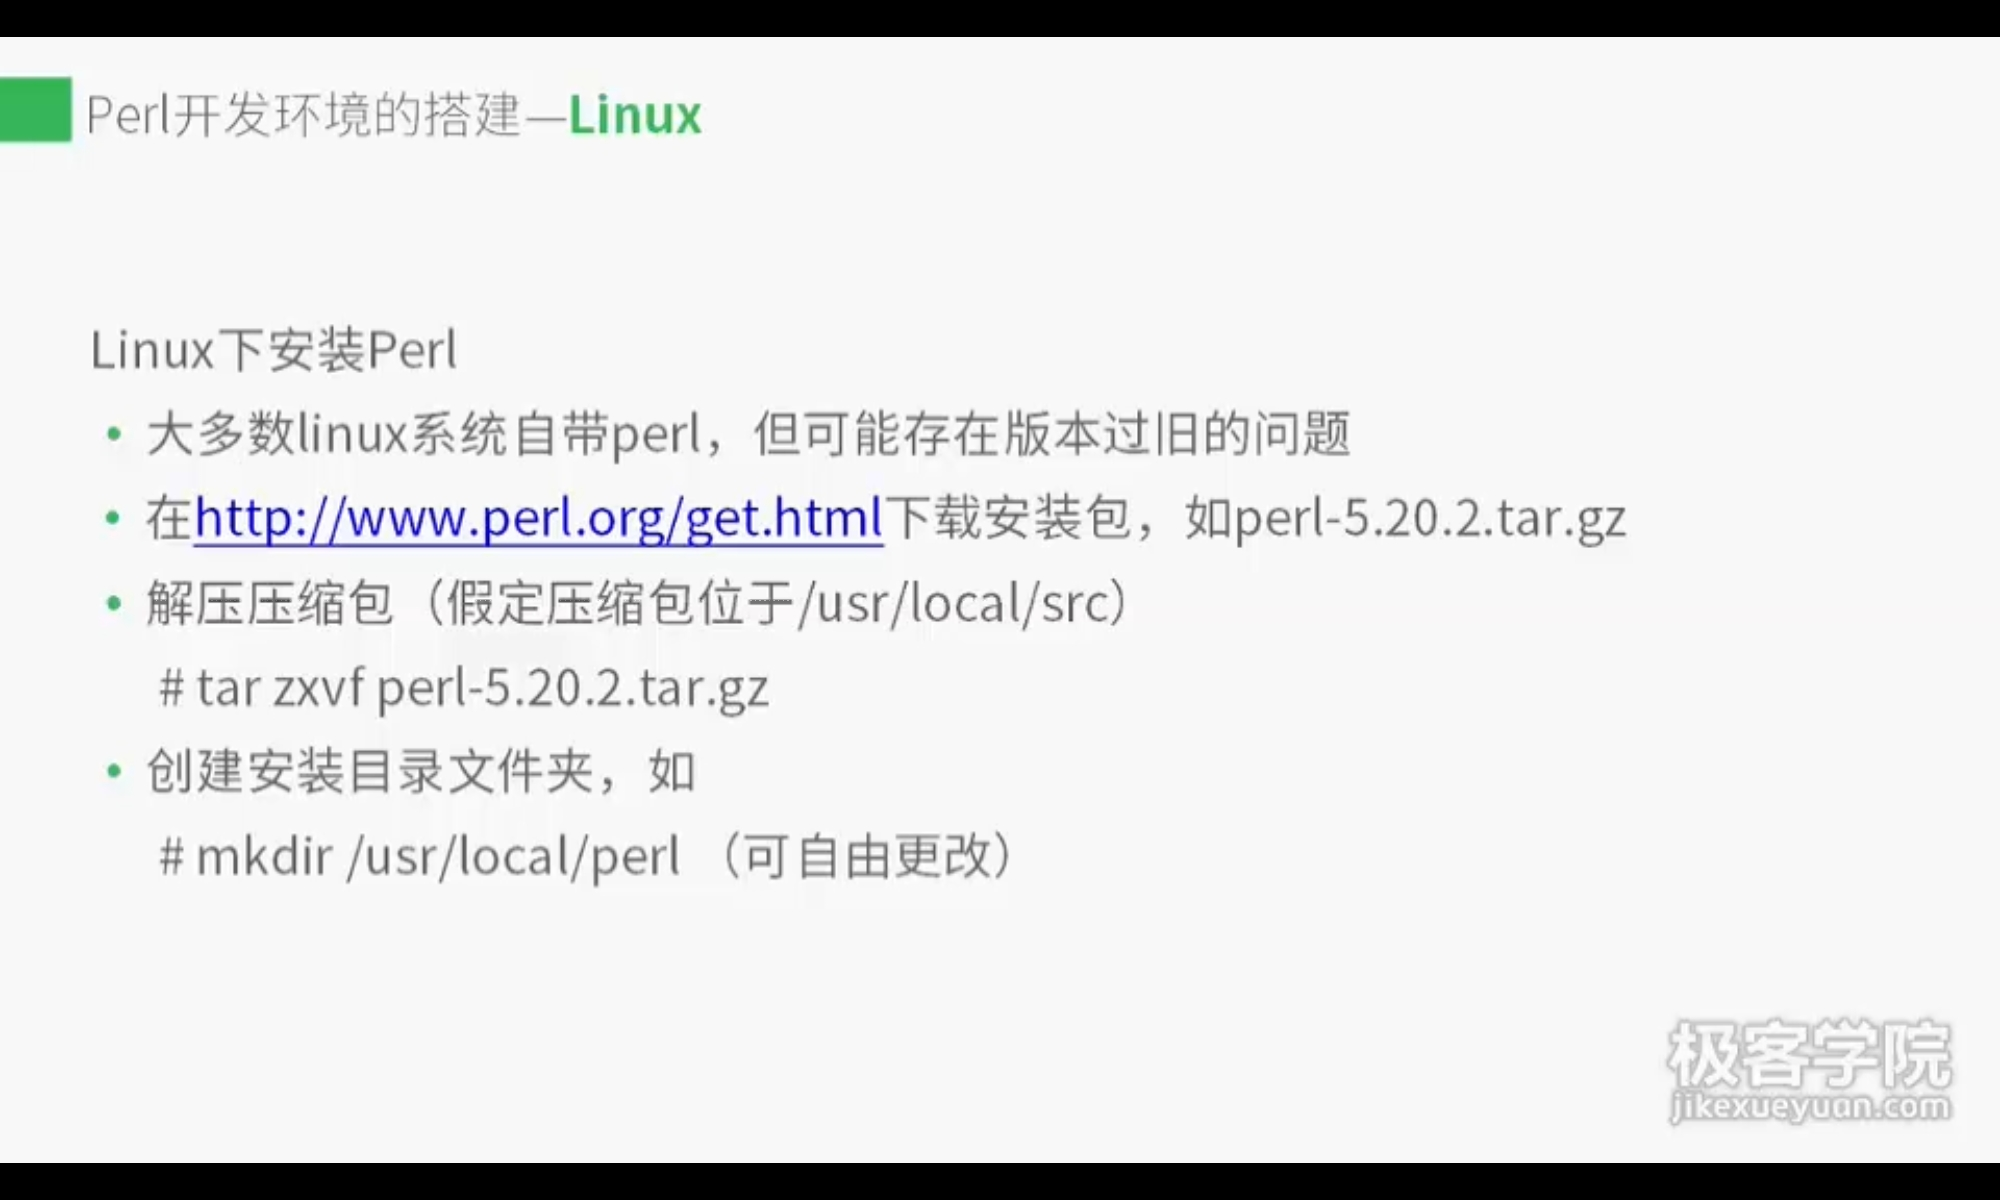 Perl开发环境的搭建—Linux
Linux下安装Perl
• 大多数linux系统自带perl，但可能存在版本过旧的问题
• 在http://www.perl.org/get.html下载安装包，如perl-5.20.2.tar.gz
• 解压压缩包（假定压缩包位于/usr/local/src）
# tar zxvf perl-5.20.2.tar.gz
• 创建安装目录文件夹，如
# mkdir /usr/local/perl （可自由更改）
极客学院
jikexueyuan.com